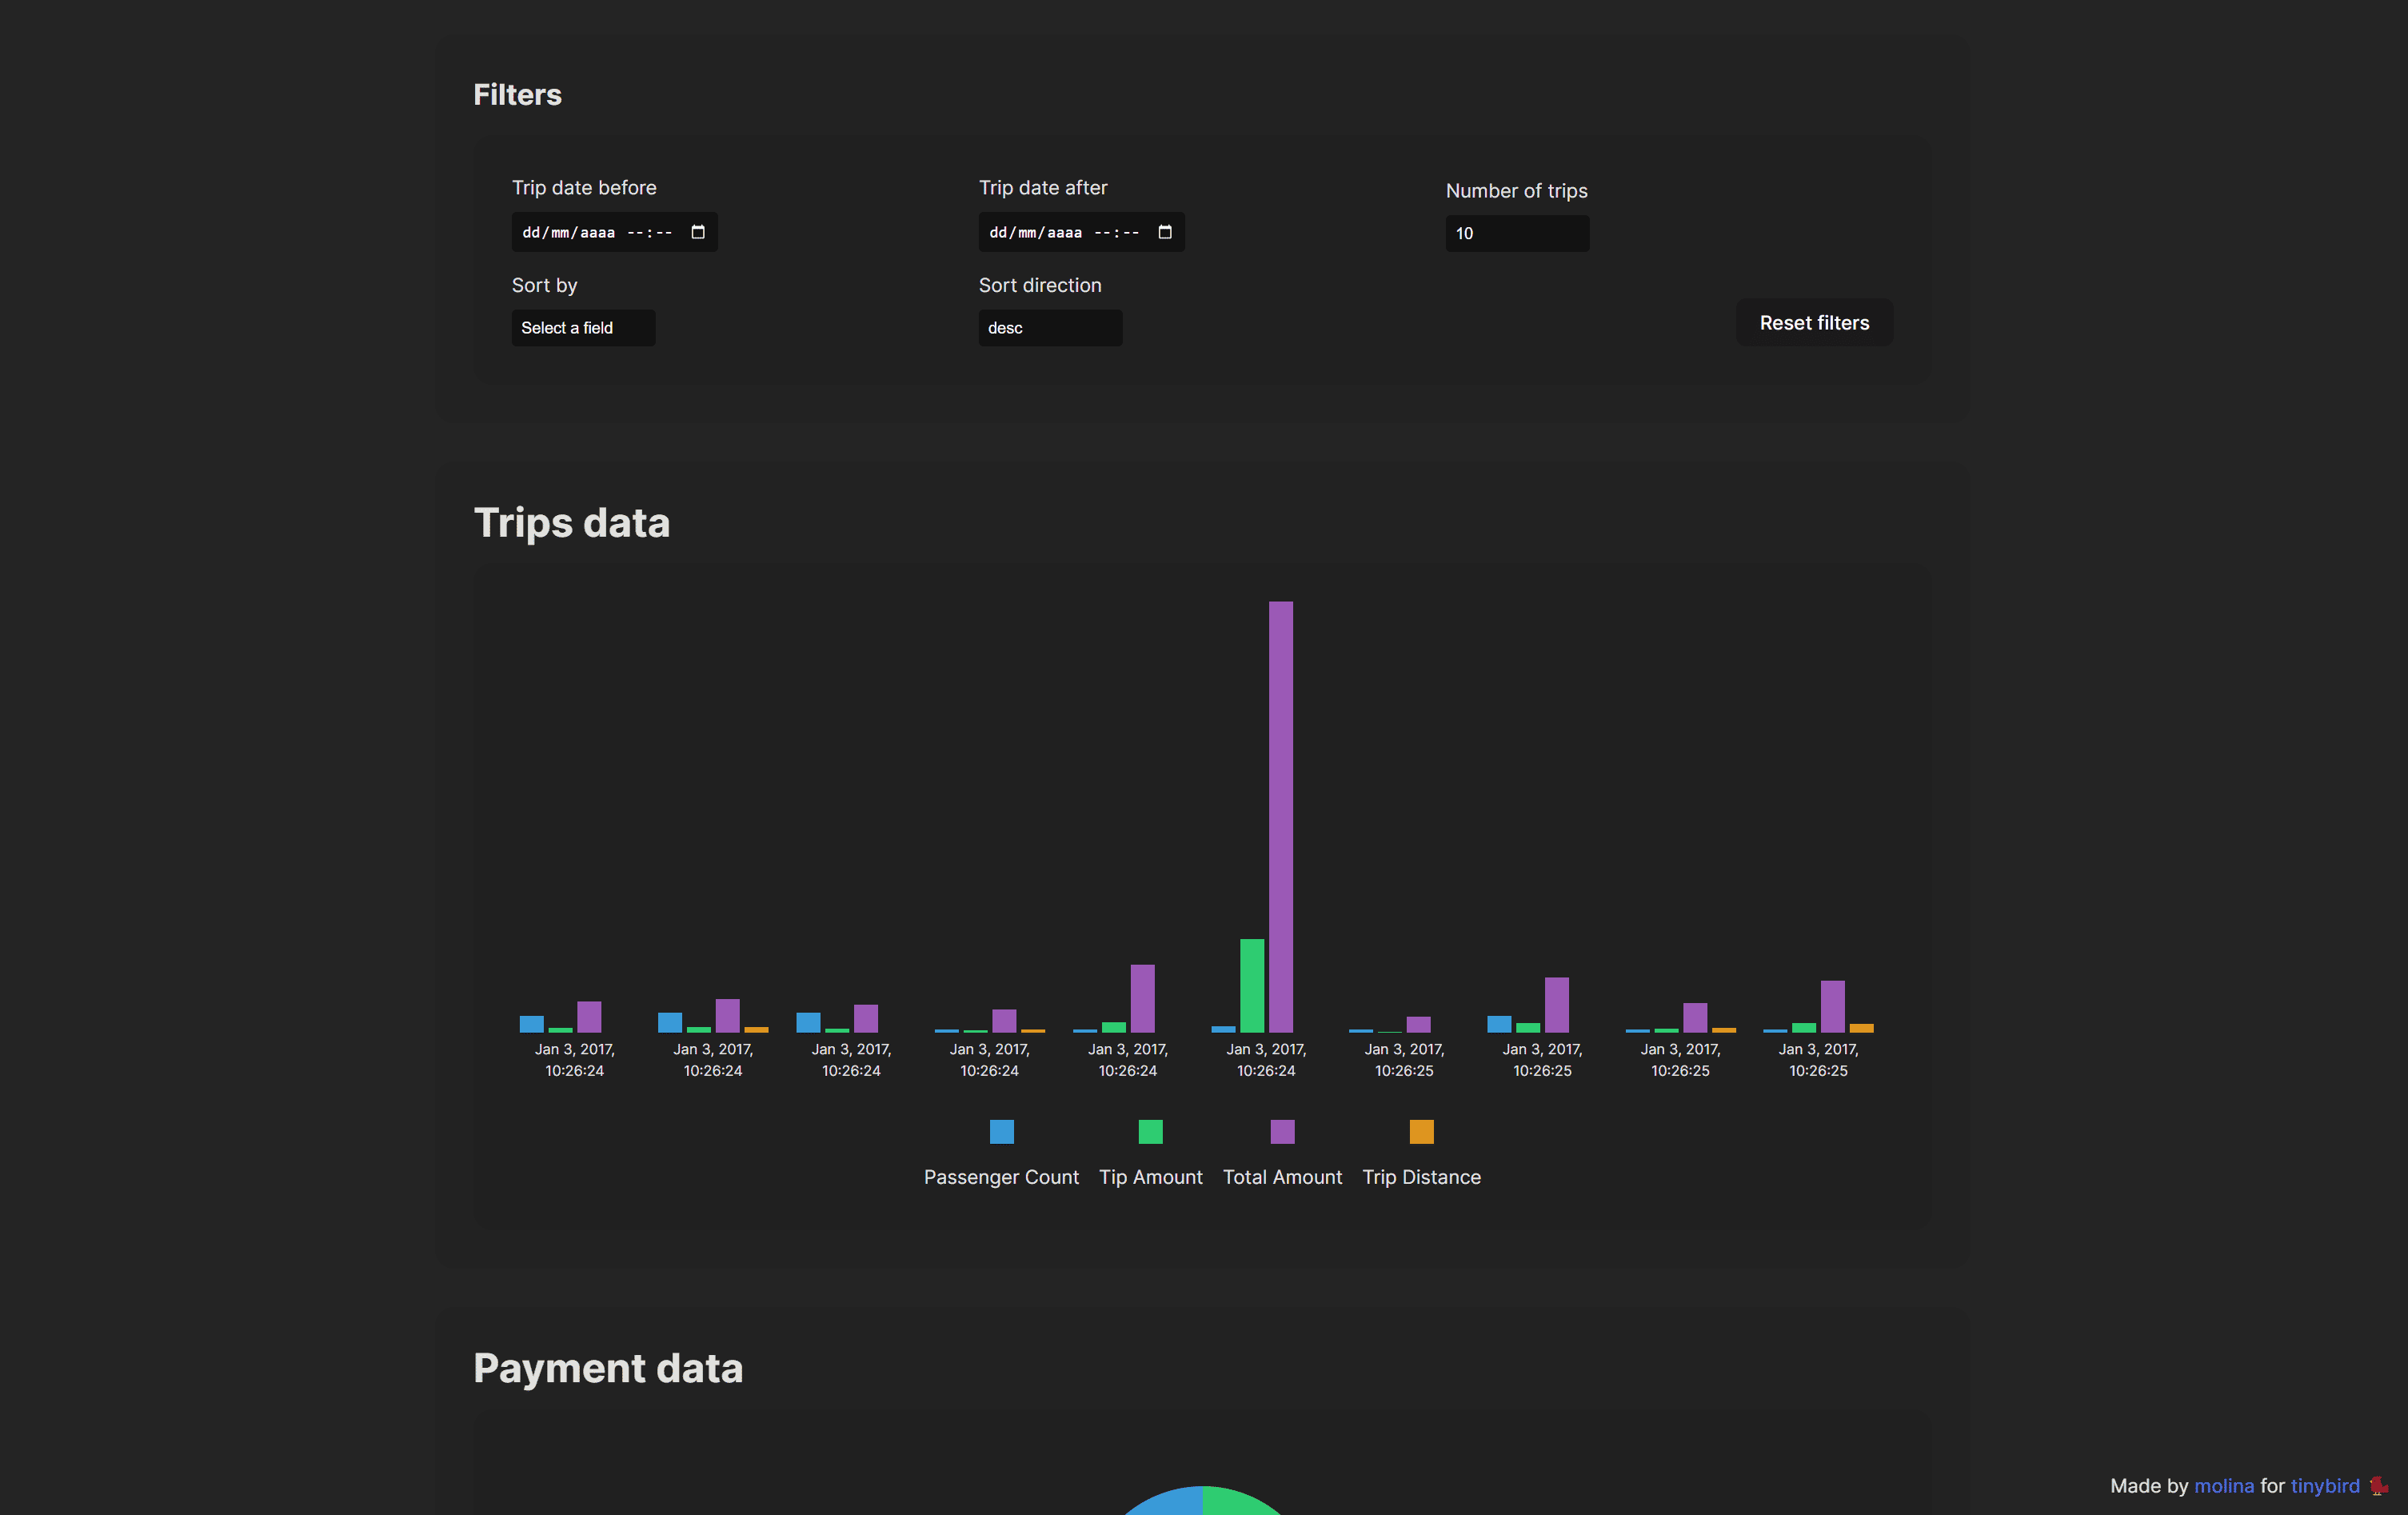 Filters
Trip date before
Trip date after
Number of trips
dd/mm/aaaa --:--
dd/mm/aaaa --:--
10
Sort by
Sort direction
Select a field
desc
Reset filters
Trips data
Jan 3, 2017,
10:26:24
Jan 3, 2017,
10:26:24
Jan 3, 2017,
10:26:24
Jan 3, 2017,
10:26:24
Jan 3, 2017,
10:26:24
Jan 3, 2017,
10:26:24
Jan 3, 2017,
10:26:25
Jan 3, 2017,
10:26:25
Jan 3, 2017,
10:26:25
Jan 3, 2017,
10:26:25
Passenger Count
Tip Amount
Total Amount
Trip Distance
Payment data
Made by molina for tinybird